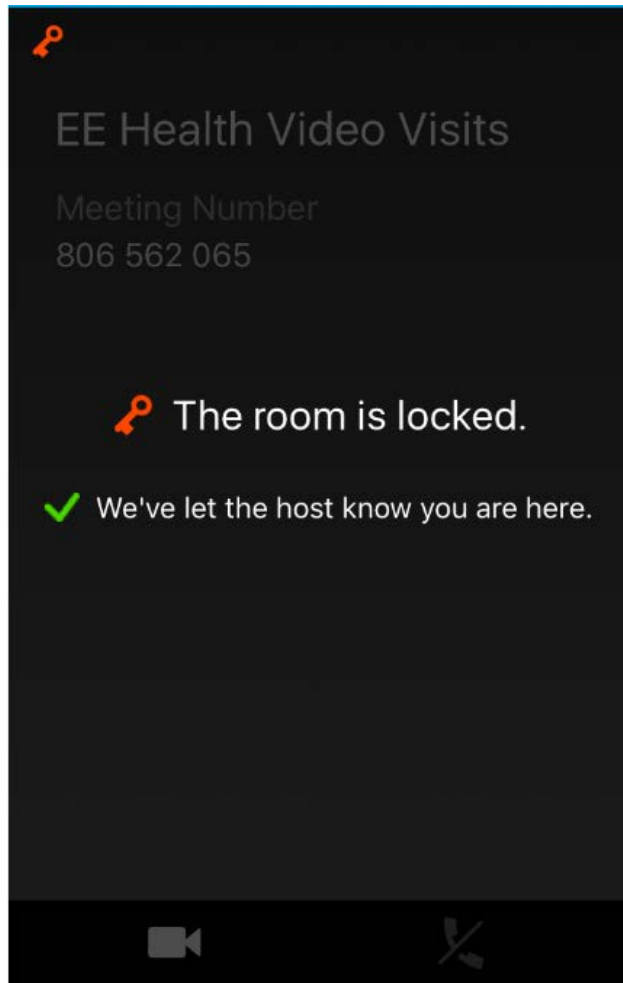 EE Health Video Visits
Meeting Number
806 562 065
The room is locked.
We've let the host know you are here.